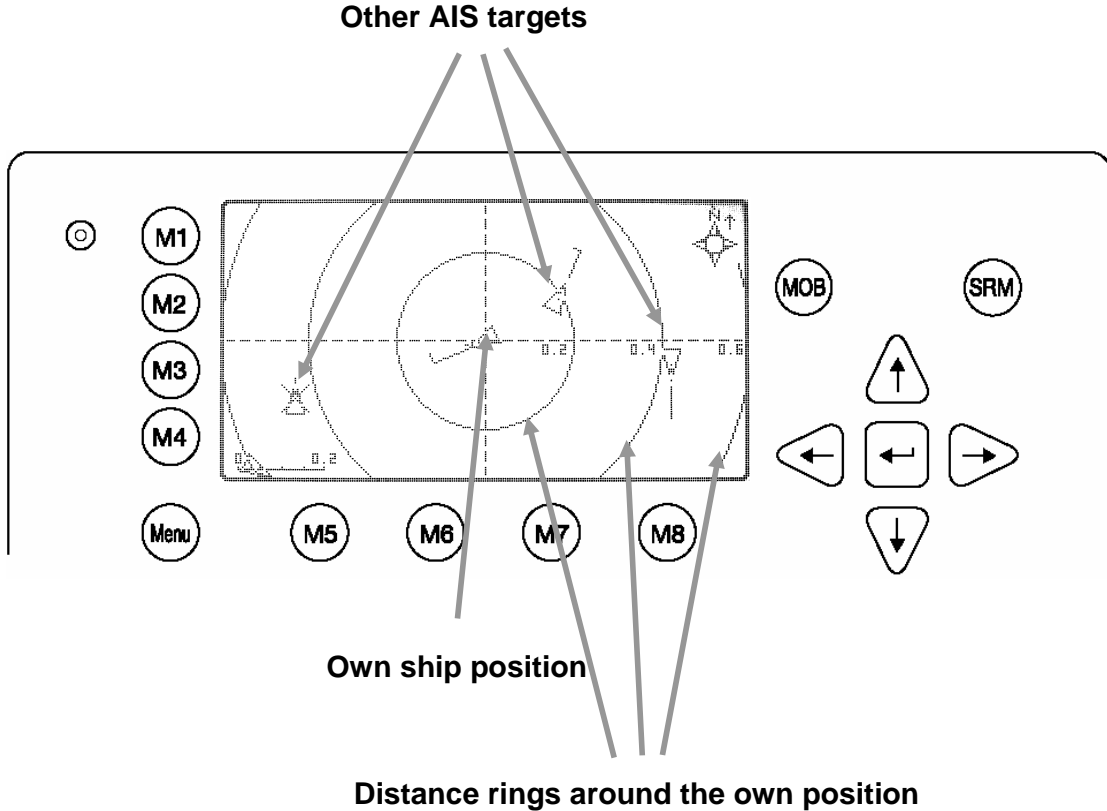 Other AIS targets
M1
N
M2
MOB
SRM
0.2 0.4 0.6
M3
M4
0.2
Menu
M5
M6
M7
M8
Own ship position
Distance rings around the own position